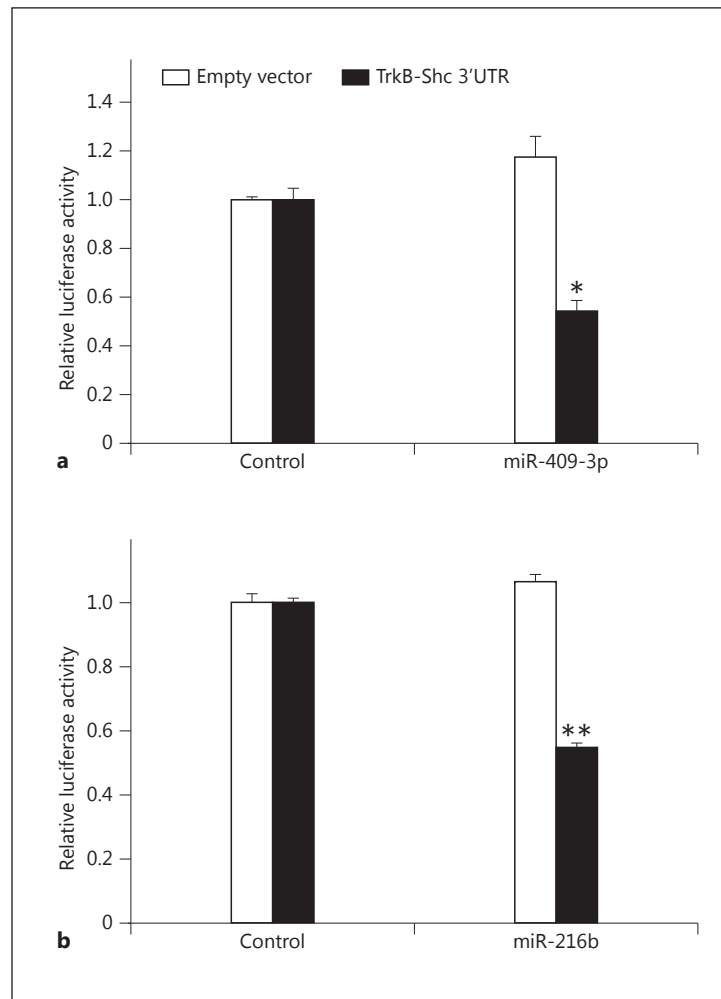 Empty vector TrkB-Shc 3'UTR
Relative luciferase activity
1.4
1.2
1.0
0.8
0.6
0.4
0.2
0
*
a
Control miR-409-3p
Relative luciferase activity
1.0
0.8
0.6
0.4
0.2
0
**
b
Control miR-216b